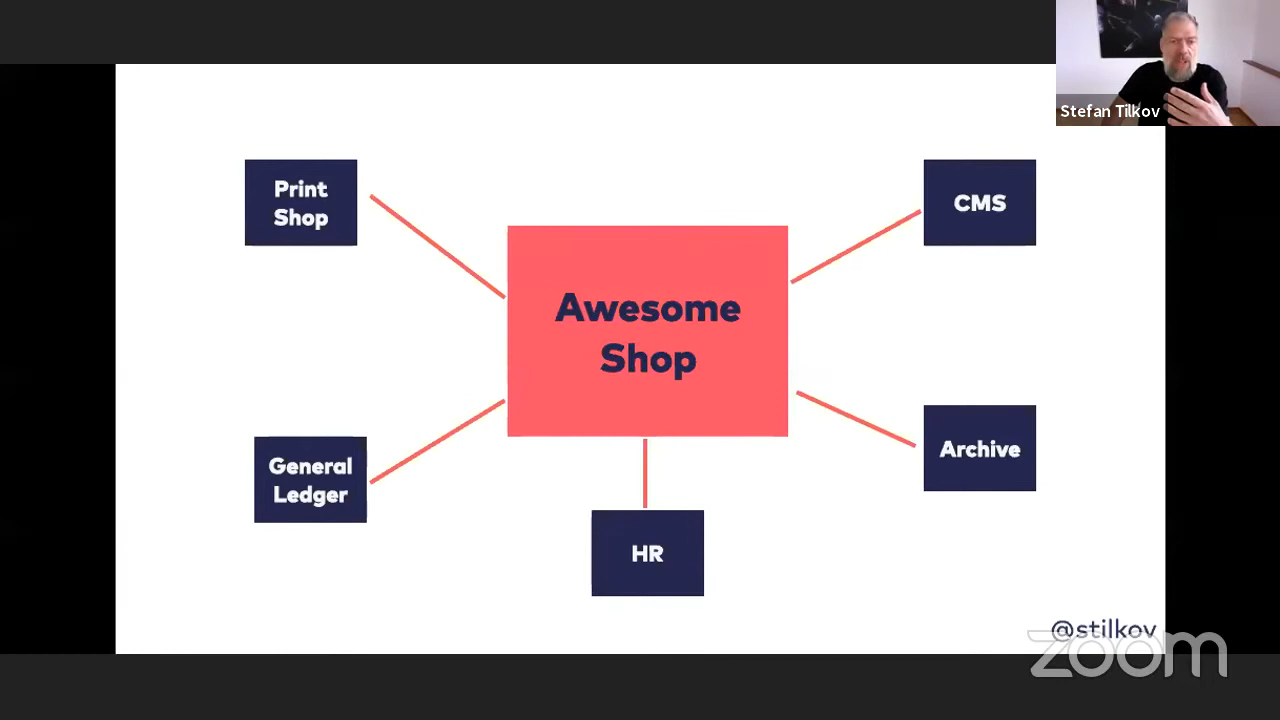 Stefan Tilkov
Print
Shop
CMS
Awesome
Shop
General
Ledger
Archive
HR
@stilkov
zoom